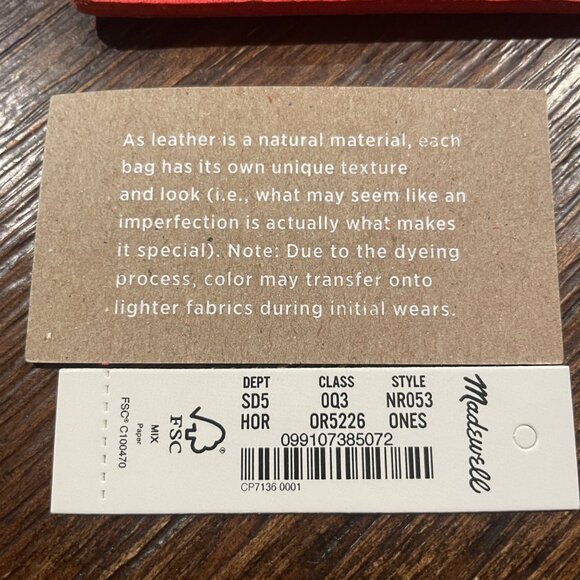 As leather is a natural material, each
bag has its own unique texture
and look (i.e., what may seem like an
imperfection is actually what makes
it special). Note: Due to the dyeing
process, color may transfer onto
lighter fabrics during initial wears.
DEPT CLASS STYLE
SD5 0Q3 NR053
HOR OR5226 ONES
099107385072
CP7136 0001
Madewell
FSC®
MIX
Paper
FSC® C100470